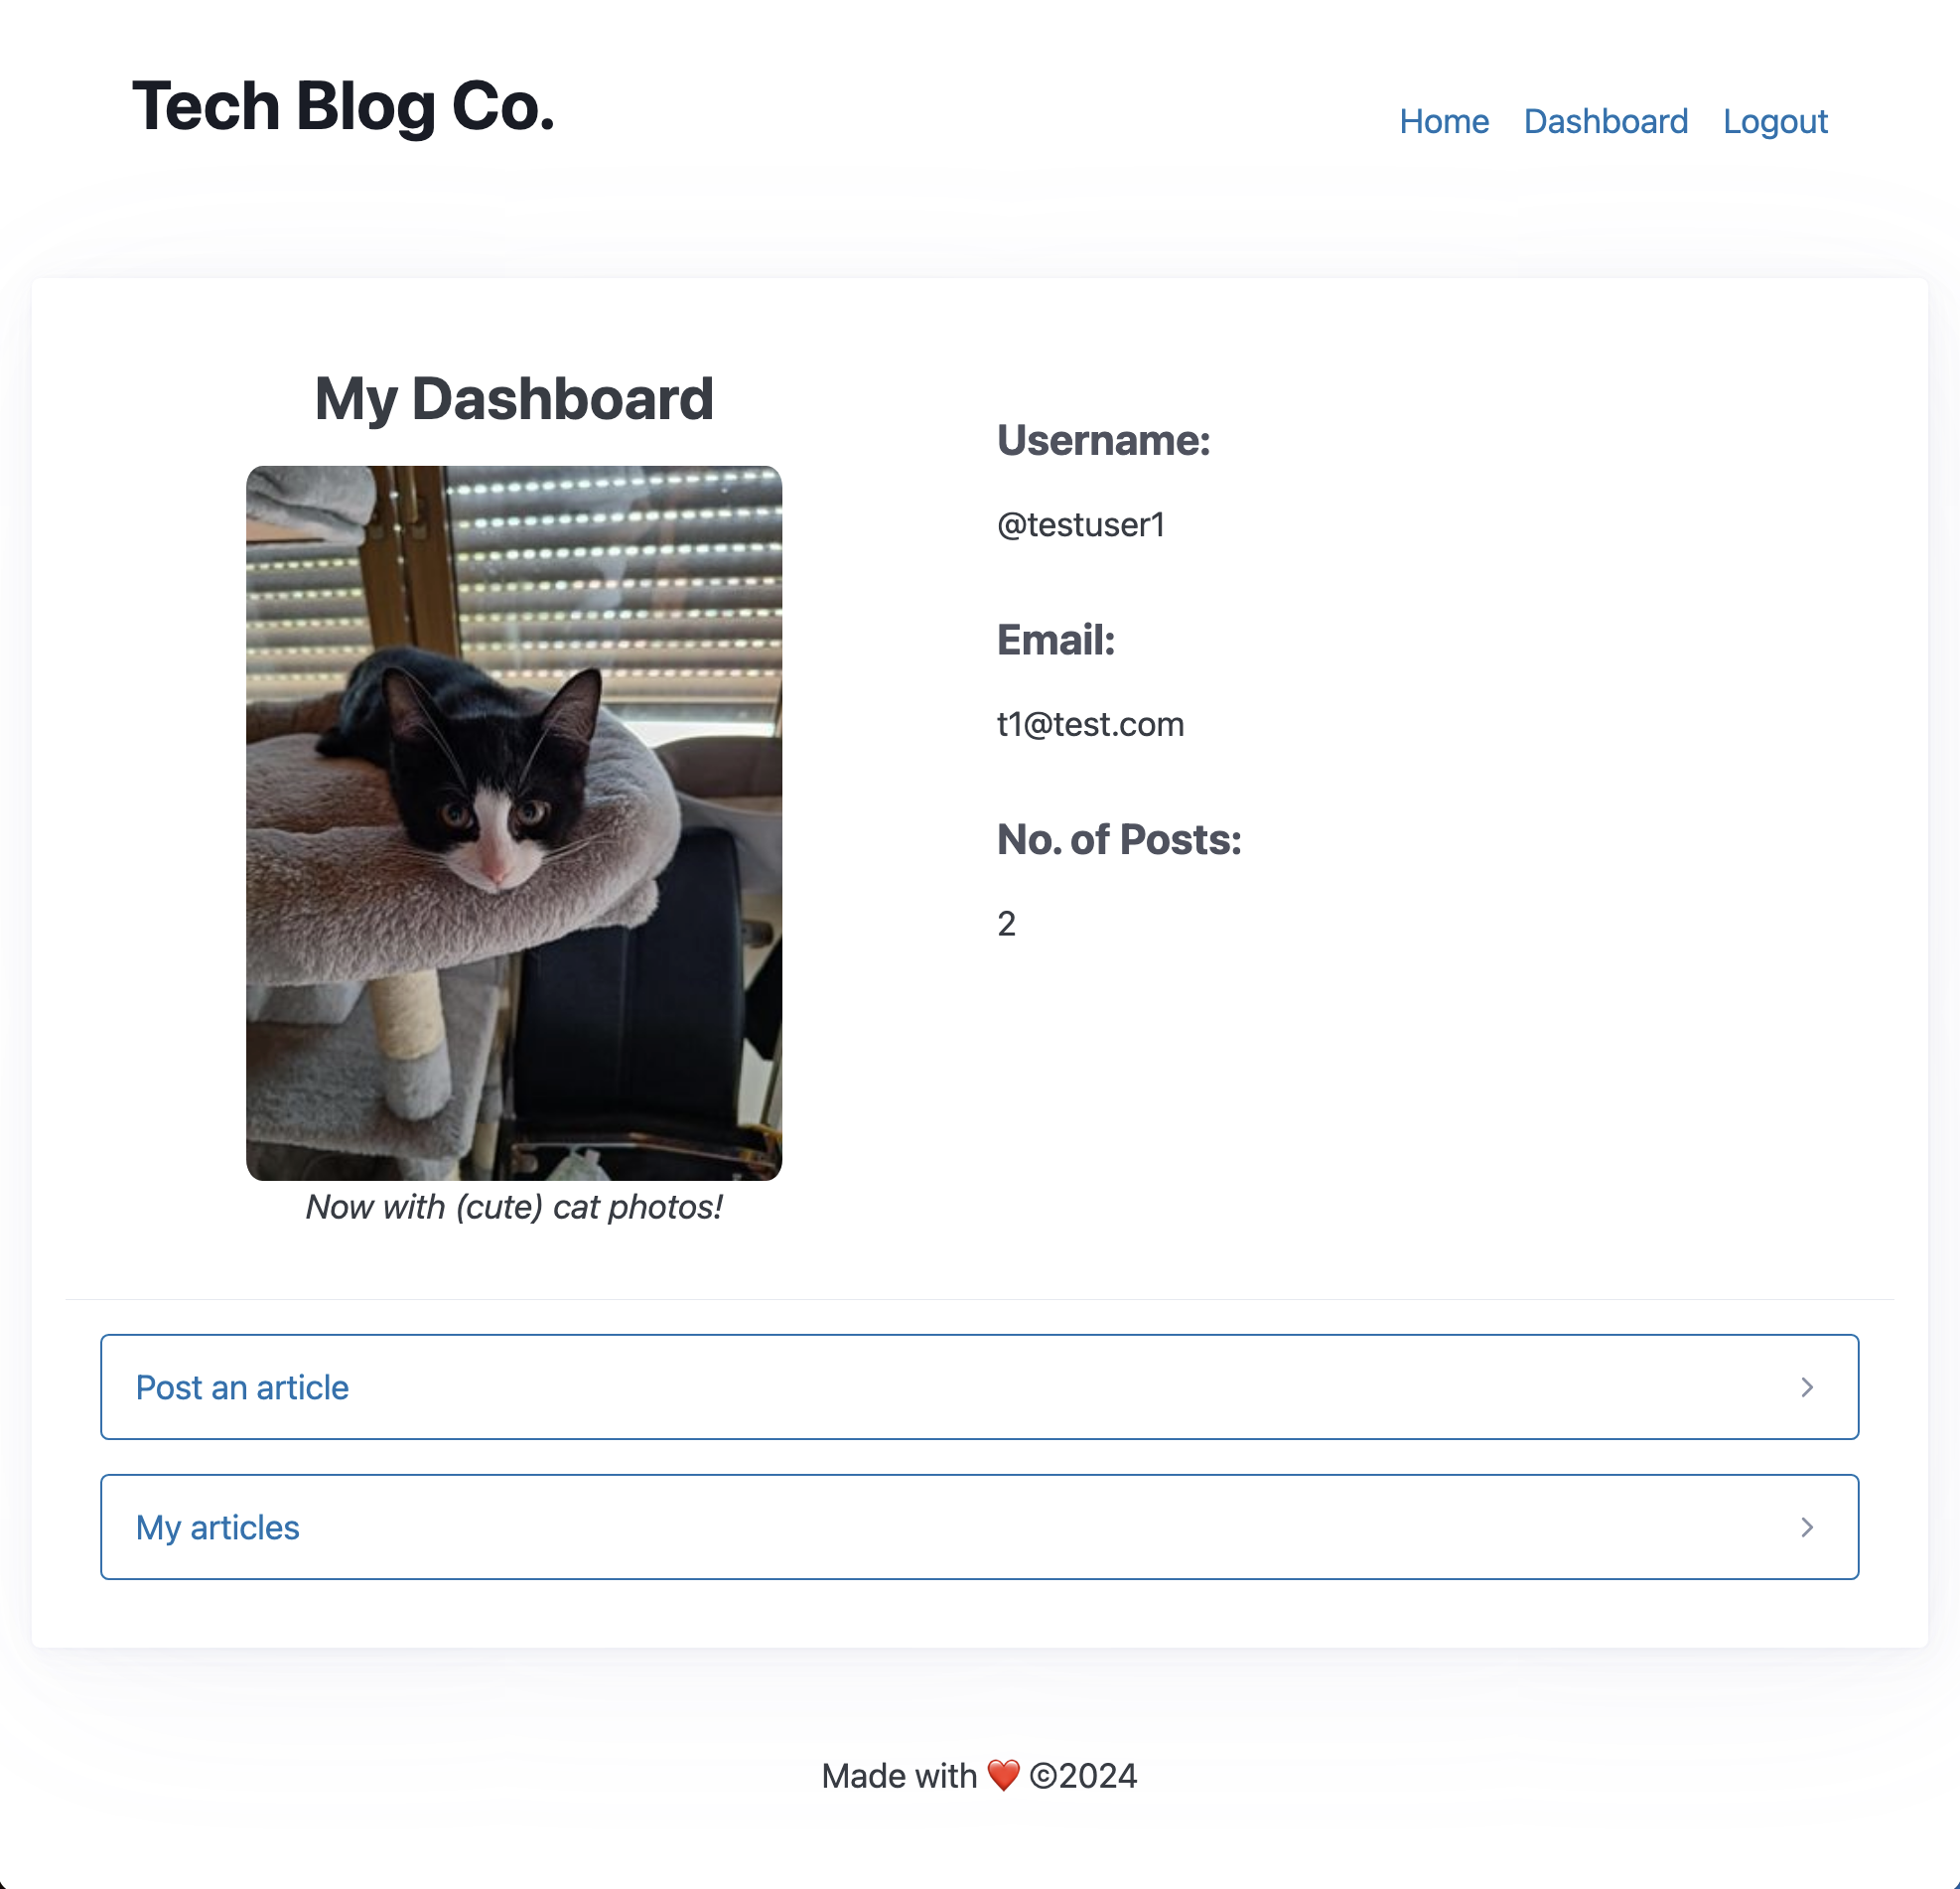 Tech Blog Co.
Home Dashboard Logout
My Dashboard
Username:
@testuser1
Email:
t1@test.com
No. of Posts:
2
Now with (cute) cat photos!
Post an article
My articles
Made with ❤️ ©2024